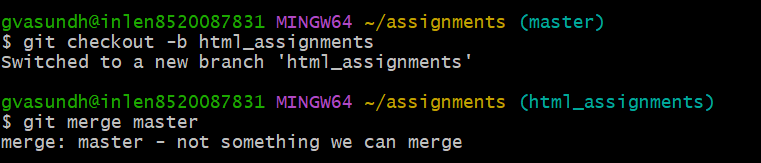 gvasundh@inlen8520087831 MINGW64 ~/assignments (master)
$ git checkout -b html_assignments
Switched to a new branch 'html_assignments'
gvasundh@inlen8520087831 MINGW64 ~/assignments (html_assignments)
$ git merge master
merge: master - not something we can merge